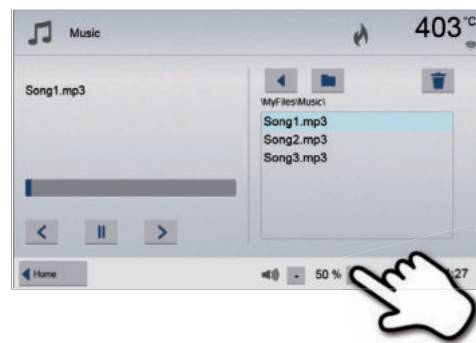 Music
403 °C
Song1.mp3
\MyFiles\Music\
Song1.mp3
Song2.mp3
Song3.mp3
Home
- 50 %
:27